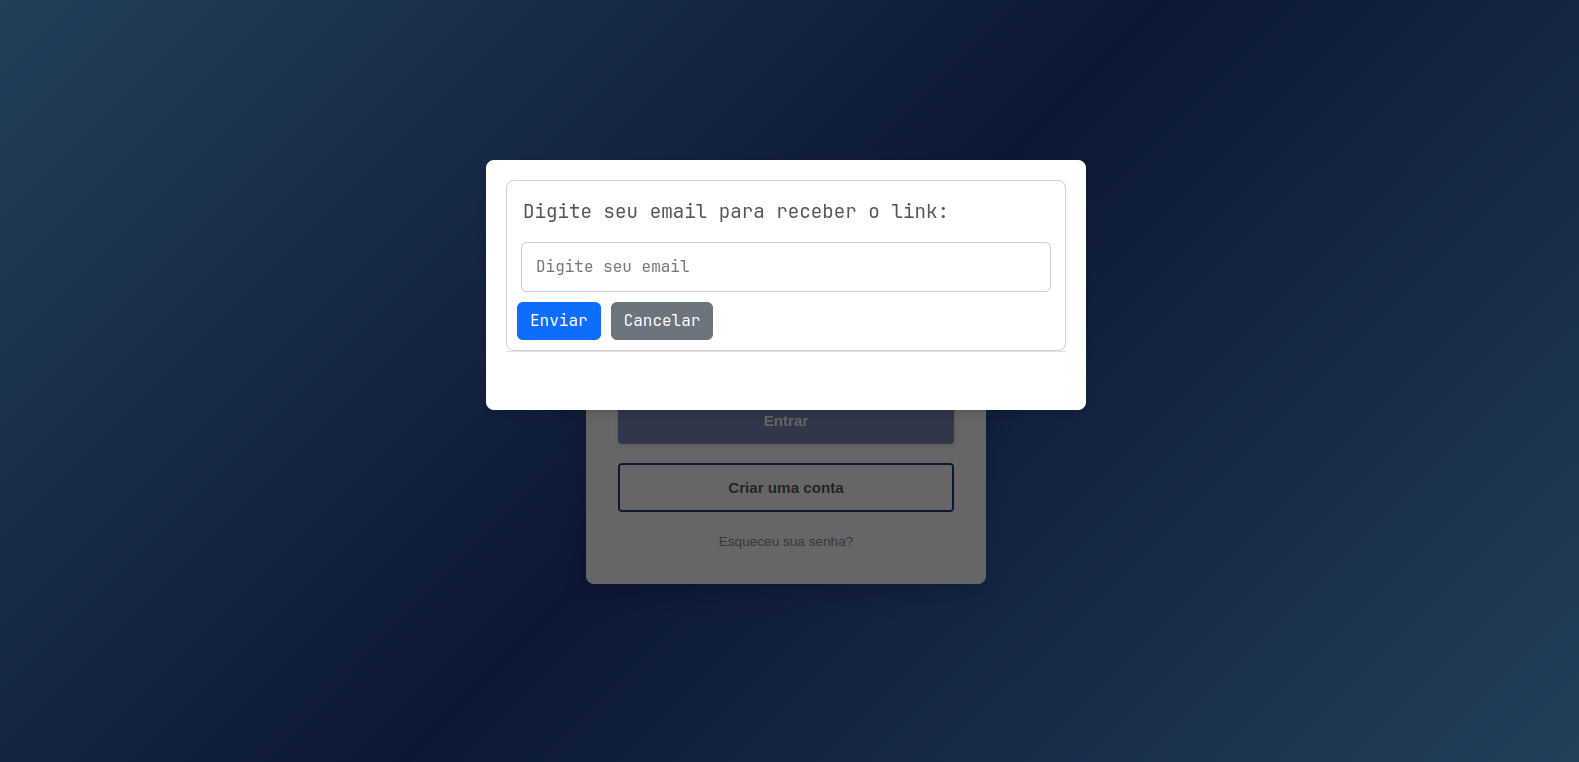 Digite seu email para receber o link:
Digite seu email
Enviar Cancelar
Entrar
Criar uma conta
Esqueceu sua senha?